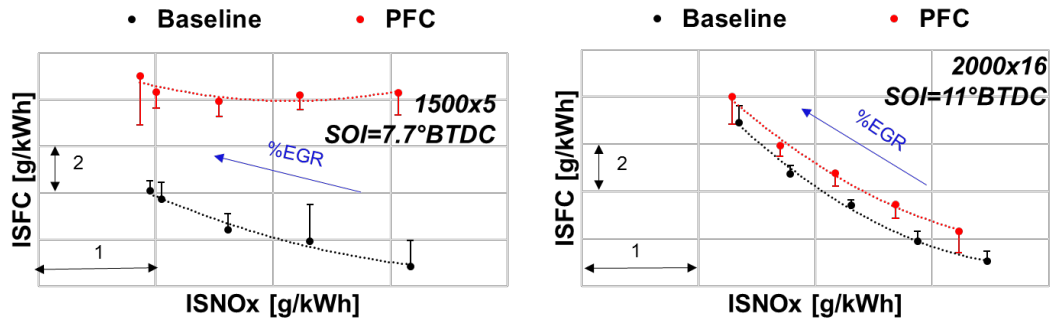 Baseline PFC
1500x5
SOI=7.7°BTDC
%EGR
2
1
ISFC [g/kWh]
ISNOx [g/kWh]
Baseline PFC
2000x16
SOI=11°BTDC
%EGR
2
1
ISFC [g/kWh]
ISNOx [g/kWh]